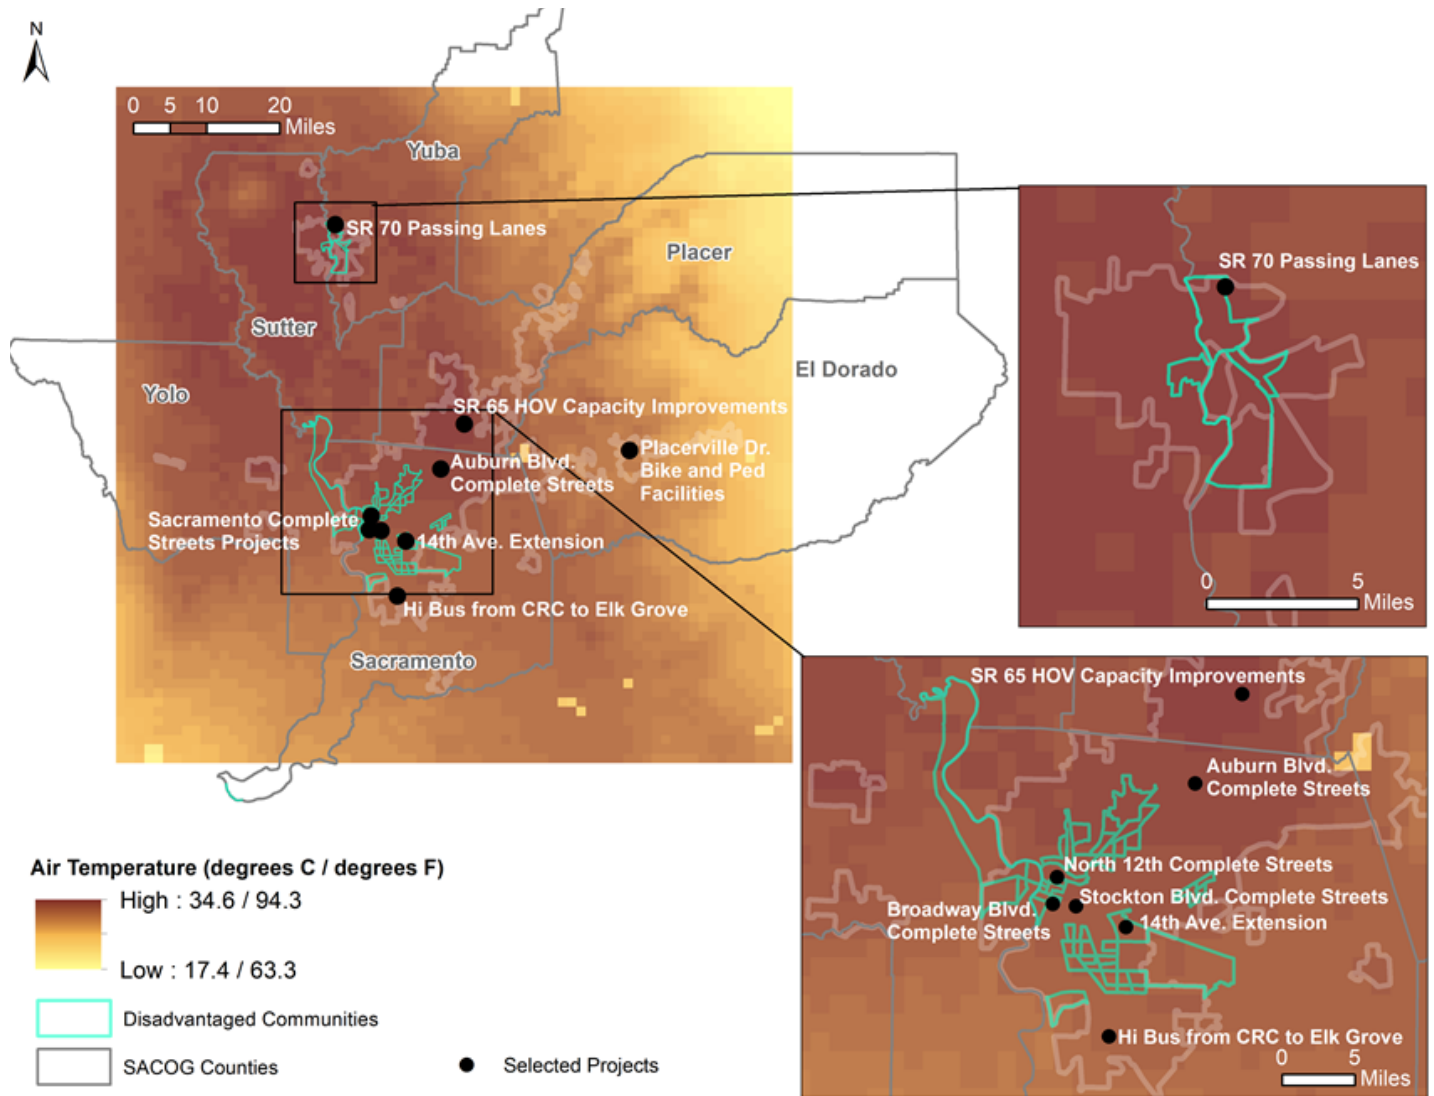 N
0 5 10 20
Miles
Yuba
SR 70 Passing Lanes
Placer
SR 70 Passing Lanes
Sutter
El Dorado
Yolo
SR 65 HOV Capacity Improvements
Placerville Dr.
Bike and Ped
Facilities
Auburn Blvd.
Complete Streets
Sacramento Complete
Streets Projects
14th Ave. Extension
Hi Bus from CRC to Elk Grove
Sacramento
0 5
Miles
SR 65 HOV Capacity Improvements
Auburn Blvd.
Complete Streets
North 12th Complete Streets
Stockton Blvd. Complete Streets
Broadway Blvd.
Complete Streets
14th Ave. Extension
Hi Bus from CRC to Elk Grove
0 5
Miles
Air Temperature (degrees C / degrees F)
High : 34.6 / 94.3
Low : 17.4 / 63.3
Disadvantaged Communities
SACOG Counties
Selected Projects